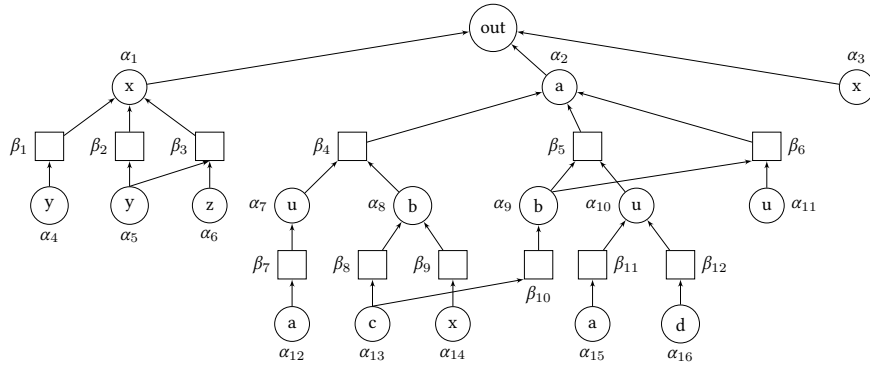 out
α1 α2 α3
x a x
β1 β2 β3 β4 β5 β6
y y z α7 u α8 b α9 b α10 u u α11
α4 α5 α6
β7 β8 β9 β10 β11 β12
a c x a d
α12 α13 α14 α15 α16